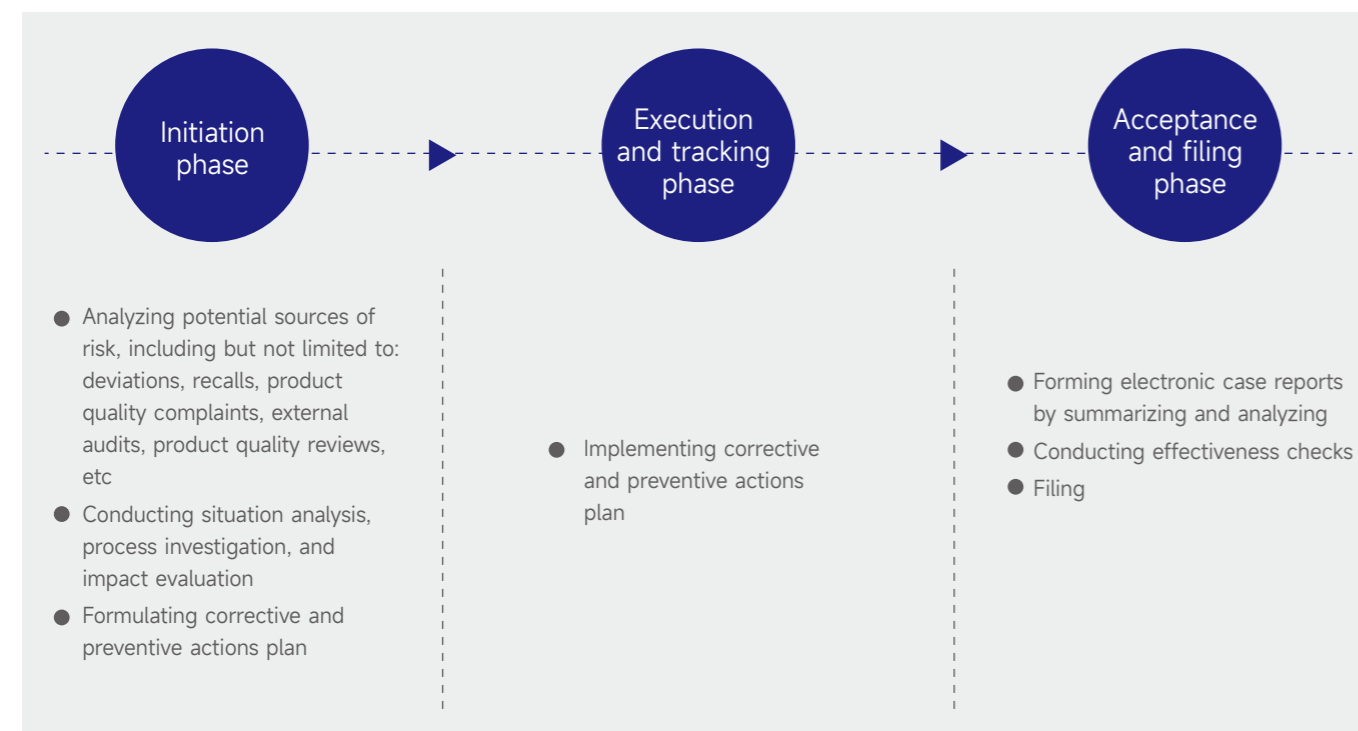 Initiation
phase
Execution
and tracking
phase
Acceptance
and filing
phase
Analyzing potential sources of
risk, including but not limited to:
deviations, recalls, product
quality complaints, external
audits, product quality reviews,
etc
Conducting situation analysis,
process investigation, and
impact evaluation
Formulating corrective and
preventive actions plan
Implementing corrective
and preventive actions
plan
Forming electronic case reports
by summarizing and analyzing
Conducting effectiveness checks
Filing